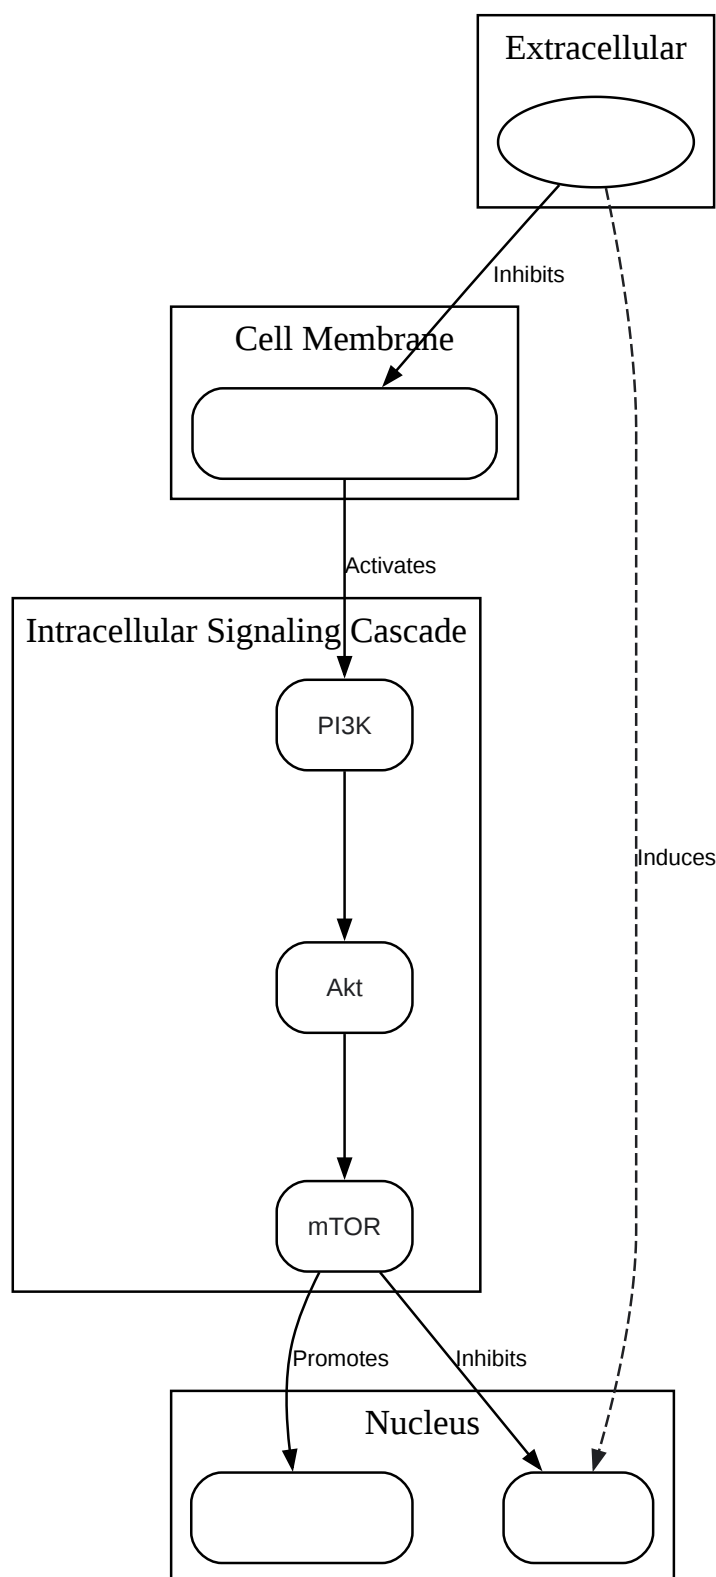 Extracellular
Inhibits
Cell Membrane
Activates
Intracellular Signaling Cascade
PI3K
Induces
Akt
mTOR
Promotes
Inhibits
Nucleus